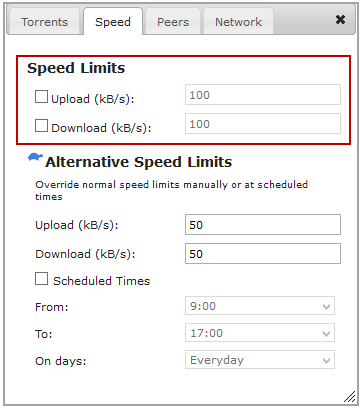 Torrents Speed Peers Network
Speed Limits
Upload (kB/s): 100
Download (kB/s): 100
Alternative Speed Limits
Override normal speed limits manually or at scheduled
times
Upload (kB/s): 50
Download (kB/s): 50
Scheduled Times
From: 9:00
To: 17:00
On days: Everyday